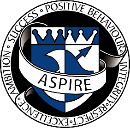 AMBITION • SUCCESS • POSITIVE BEHAVIOUR • INTEGRITY • RESPECT • EXCELLENCE •
ASPIRE